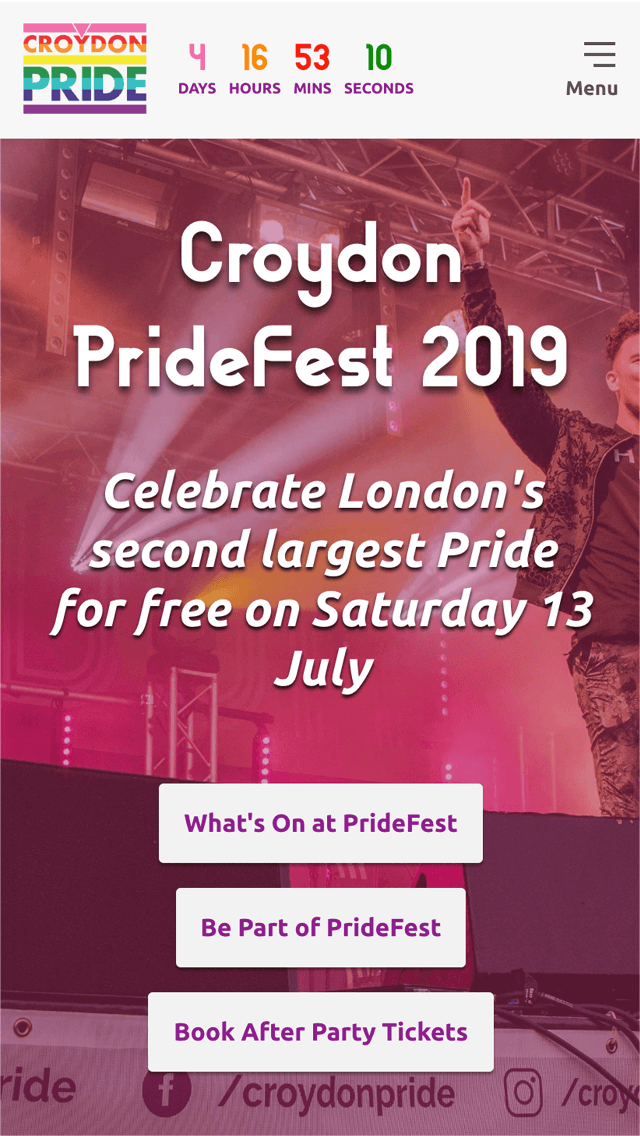 CROYDON
PRIDE
4 16 53 10
DAYS HOURS MINS SECONDS
Menu
Croydon
PrideFest 2019
Celebrate London's
second largest Pride
for free on Saturday 13
July
What's On at PrideFest
Be Part of PrideFest
Book After Party Tickets
ride /croydonpride /croy